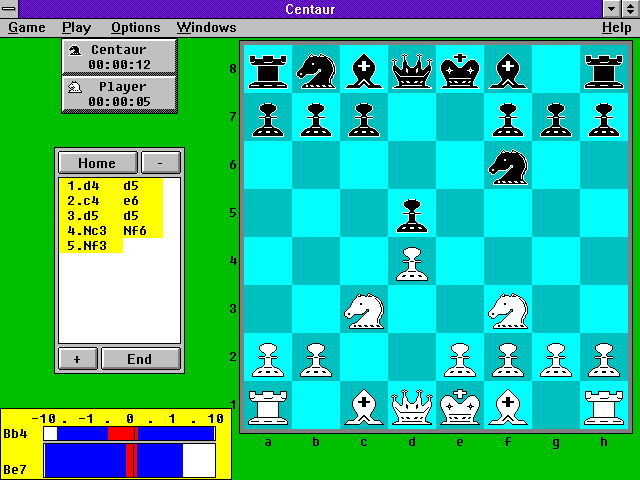 Centaur
Game Play Options Windows Help
Centaur
00:00:12
Player
00:00:05
Home -
1.d4 d5
2.c4 e6
3.d5 d5
4.Nc3 Nf6
5.Nf3
+ End
8
7
6
5
4
3
2
1
a b c d e f g h
-10. -1. 0 1. 10
Bb4
Be7